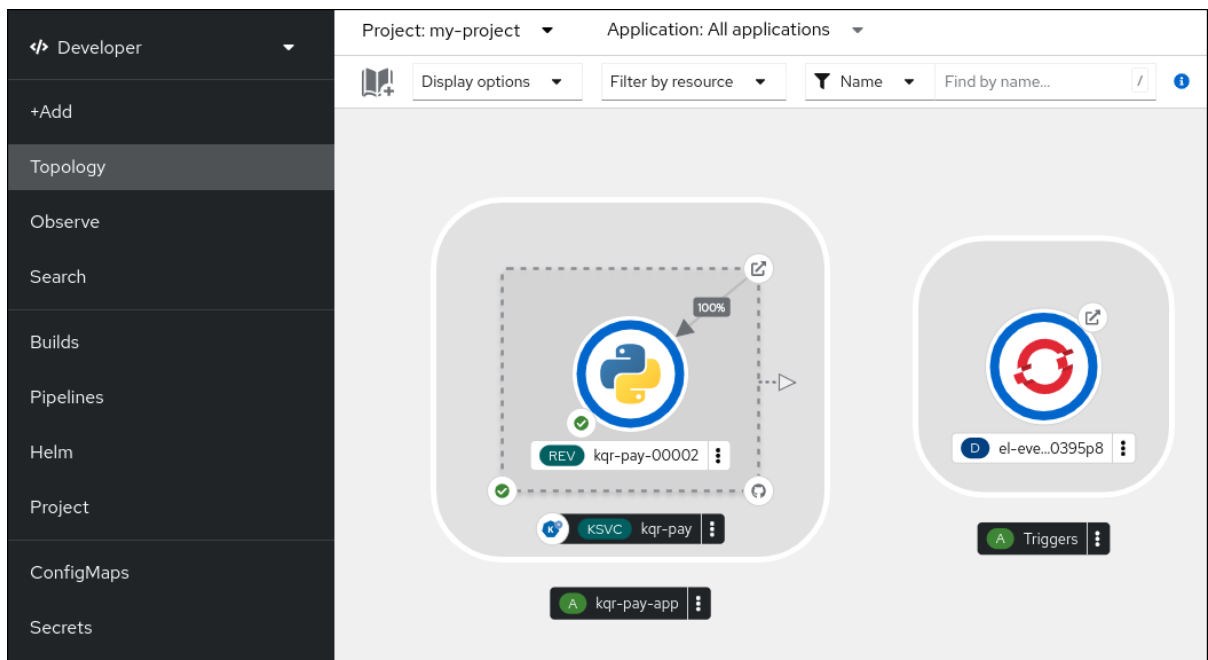 </> Developer
+Add
Topology
Observe
Search
Builds
Pipelines
Helm
Project
ConfigMaps
Secrets
Project: my-project
Application: All applications
Display options
Filter by resource
Name
Find by name...
/
100%
REV kqr-pay-00002
K KSVC kqr-pay
A kqr-pay-app
D el-eve...0395p8
A Triggers